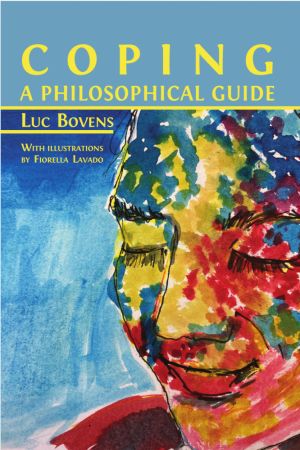 COPING
A PHILOSOPHICAL GUIDE
LUC BOVENS
WITH ILLUSTRATIONS
BY FIORELLA LAVADO